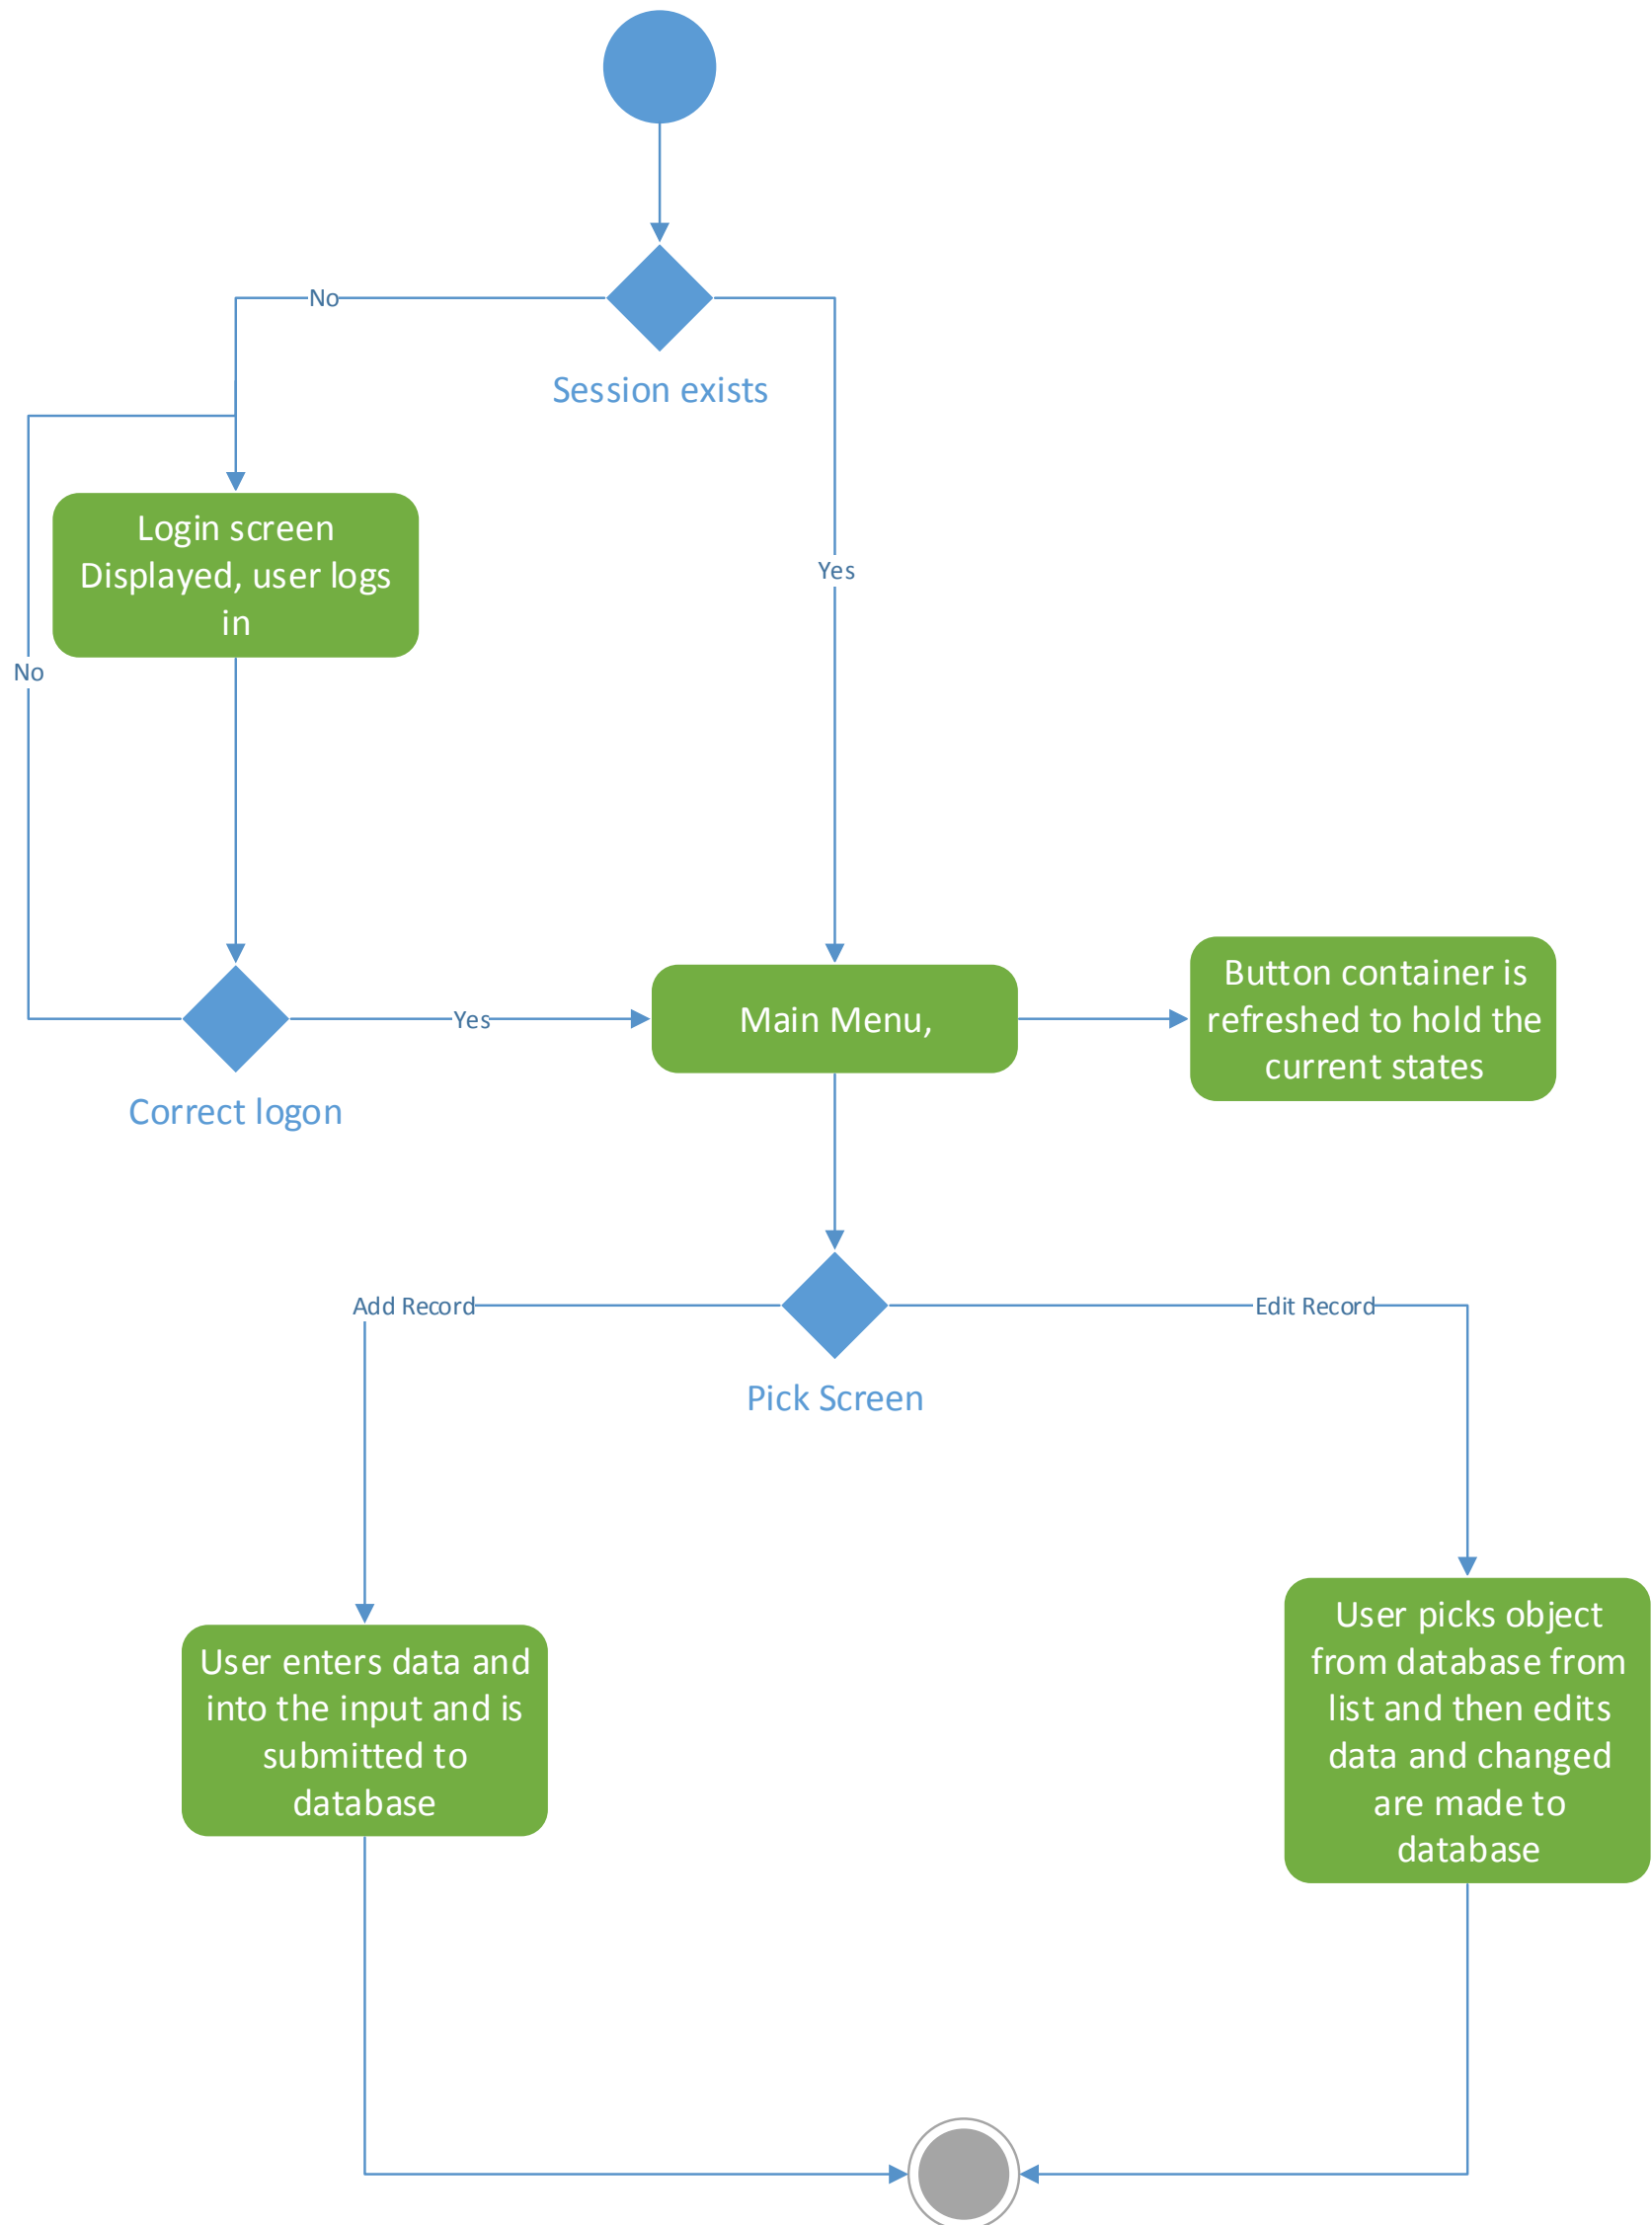 No
Session exists
Login screen
Displayed, user logs
in
Yes
No
Button container is
refreshed to hold the
current states
Yes
Main Menu,
Correct logon
Add Record
Edit Record
Pick Screen
User enters data and
into the input and is
submitted to
database
User picks object
from database from
list and then edits
data and changed
are made to
database